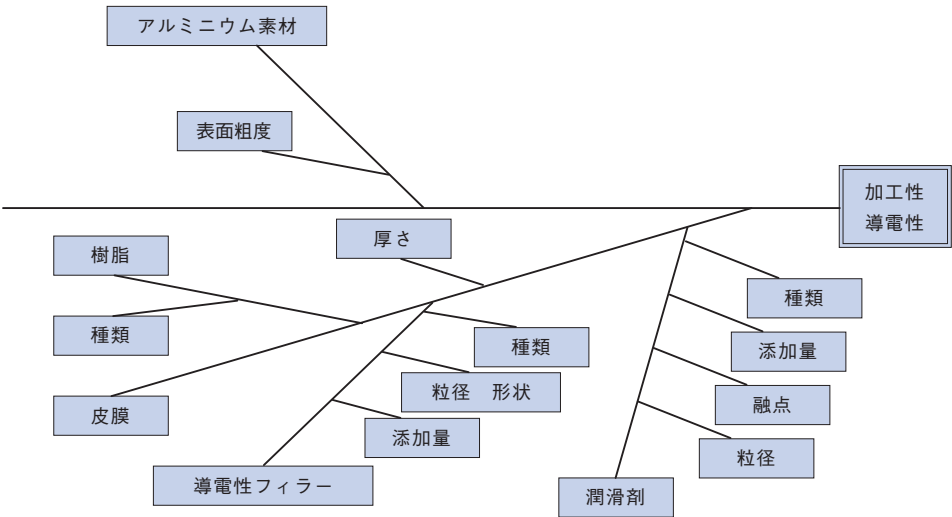 アルミニウム素材
表面粗度
加工性
導電性
厚さ
樹脂
種類
皮膜
種類
粒径　形状
添加量
導電性フィラー
種類
添加量
融点
粒径
潤滑剤